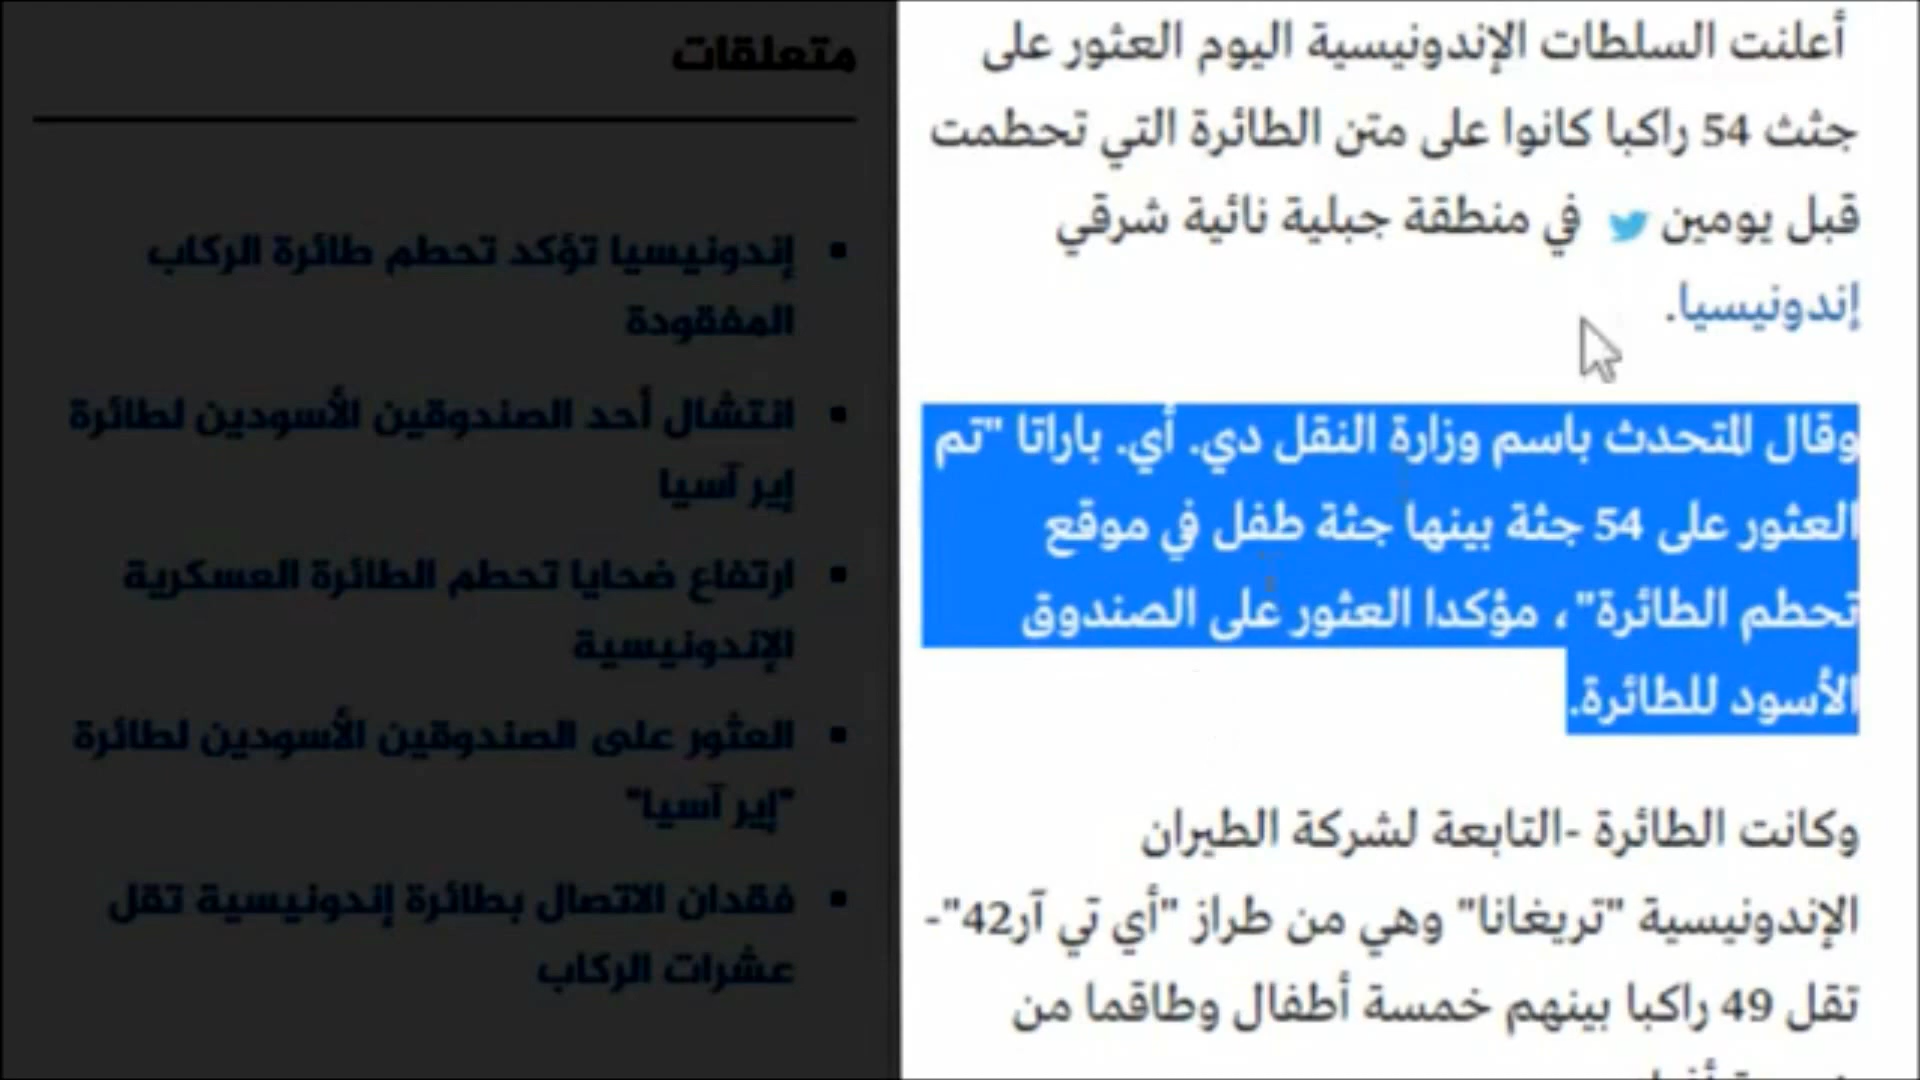 أعلنت السلطات الإندونيسية اليوم العثور على
جثث 54 راكبا كانوا على متن الطائرة التي تحطمت
قبل يومين في منطقة جبلية نائية شرقي
إندونيسيا.
وقال المتحدث باسم وزارة النقل دي. أي. باراتا "تم
العثور على 54 جثة بينها جثة طفل في موقع
تحطم الطائرة"، مؤكدا العثور على الصندوق
الأسود للطائرة.
وكانت الطائرة -التابعة لشركة الطيران
الإندونيسية "تريغانا" وهي من طراز "أي تي آر42"-
تقل 49 راكبا بينهم خمسة أطفال وطاقما من
متعلقات
إندونيسيا تؤكد تحطم طائرة الركاب
المفقودة
انتشال أحد الصندوقين الأسودين لطائرة
إير آسيا
ارتفاع ضحايا تحطم الطائرة العسكرية
الإندونيسية
العثور على الصندوقين الأسودين لطائرة
"إير آسيا"
فقدان الاتصال بطائرة إندونيسية تقل
عشرات الركاب